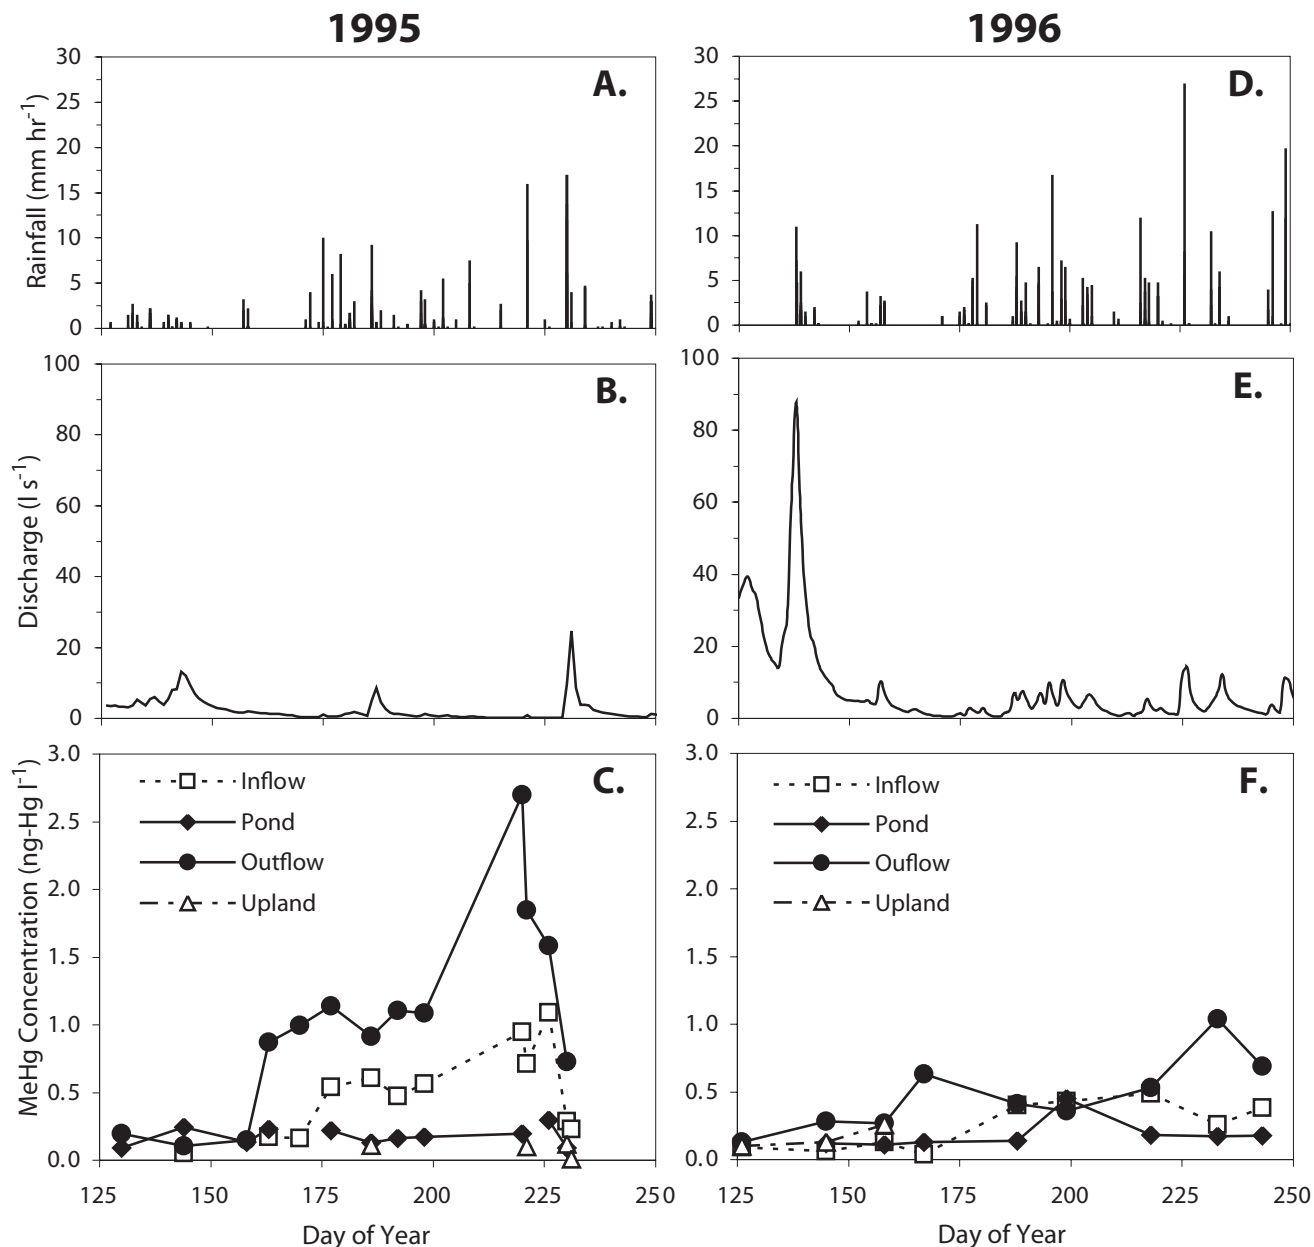 1995
1996
A.
D.
Rainfall (mm hr-1)
30
25
20
15
10
5
0
30
25
20
15
10
5
0
B.
E.
Discharge (l s-1)
100
80
60
40
20
0
100
80
60
40
20
0
C.
F.
MeHg Concentration (ng-Hg l-1)
3.0
2.5
2.0
1.5
1.0
0.5
0.0
Inflow
Pond
Outflow
Upland
3.0
2.5
2.0
1.5
1.0
0.5
0.0
Inflow
Pond
Ouflow
Upland
125 150 175 200 225 250
125 150 175 200 225 250
Day of Year
Day of Year